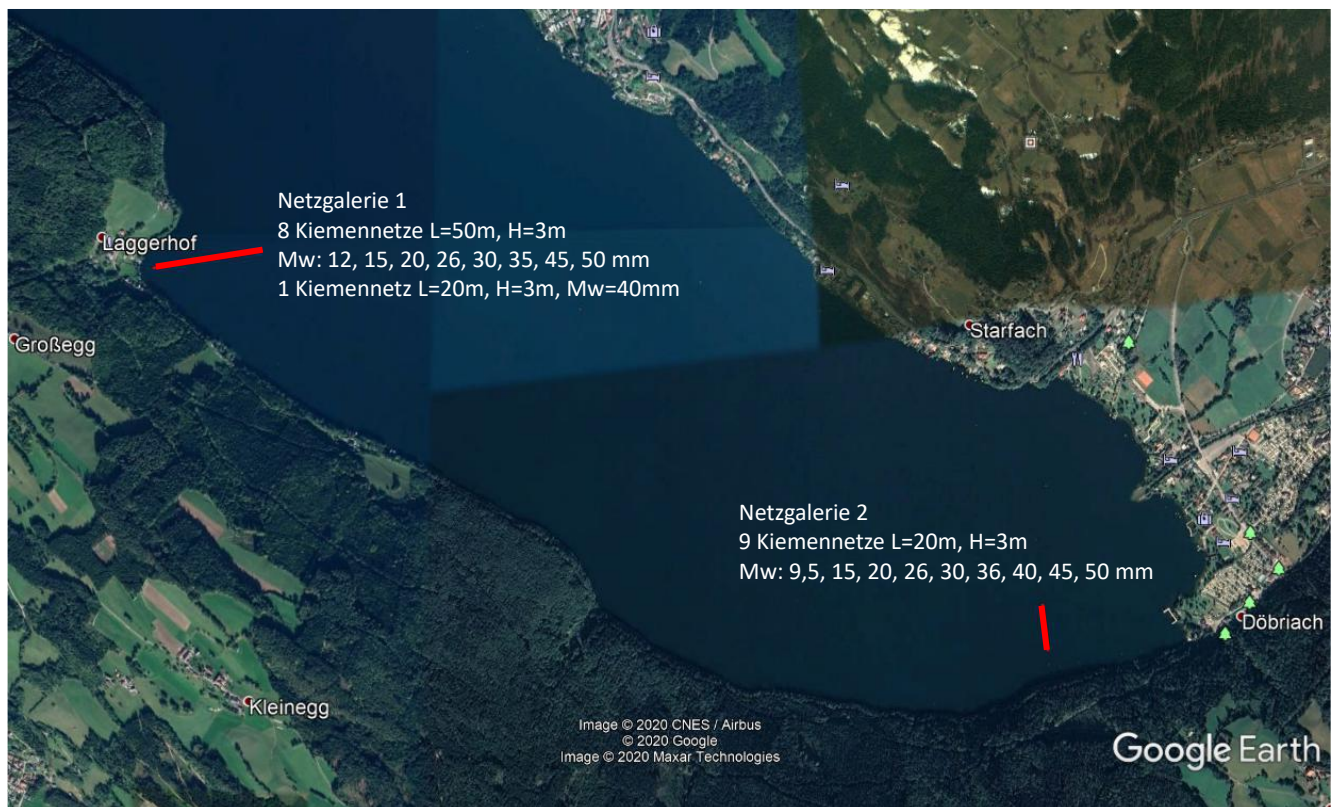 Netzgalerie 1
8 Kiemennetze L=50m, H=3m
Mw: 12, 15, 20, 26, 30, 35, 45, 50 mm
1 Kiemennetz L=20m, H=3m, Mw=40mm
Laggerhof
Großegg
Starfach
Netzgalerie 2
9 Kiemennetze L=20m, H=3m
Mw: 9,5, 15, 20, 26, 30, 36, 40, 45, 50 mm
Döbriach
Kleinegg
Image © 2020 CNES / Airbus
© 2020 Google
Image © 2020 Maxar Technologies
Google Earth